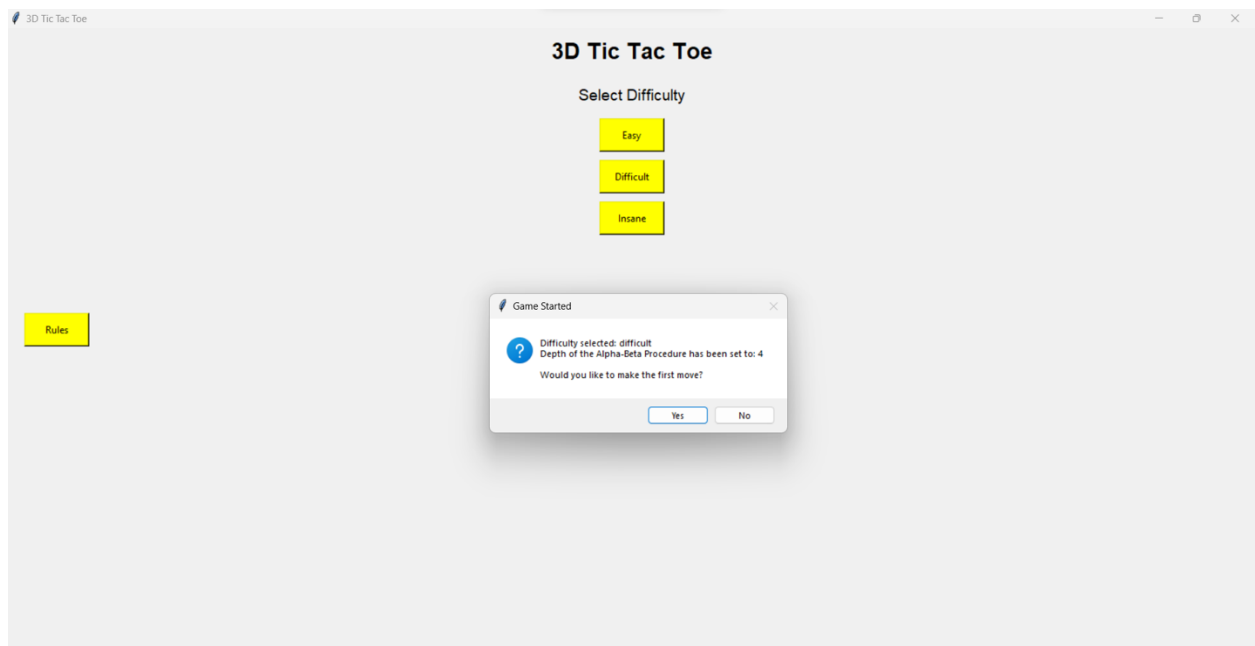 3D Tic Tac Toe
3D Tic Tac Toe
Select Difficulty
Easy
Difficult
Insane
Rules
Game Started
Difficulty selected: difficult
Depth of the Alpha-Beta Procedure has been set to: 4
Would you like to make the first move?
Yes No